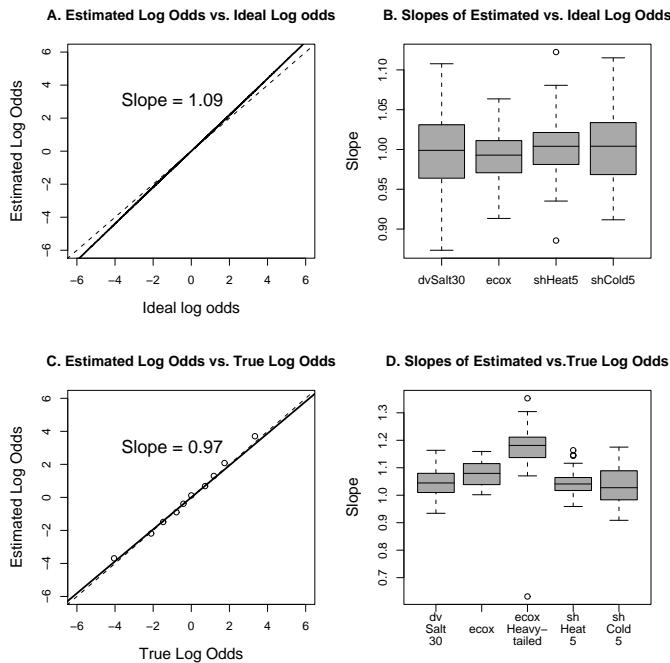 A. Estimated Log Odds vs. Ideal Log odds
Estimated Log Odds
6
4
2
0
−2
−4
−6
Slope = 1.09
−6 −4 −2 0 2 4 6
Ideal log odds
B. Slopes of Estimated vs. Ideal Log Odds
Slope
1.10
1.05
1.00
0.95
0.90
dvSalt30 ecox shHeat5 shCold5
C. Estimated Log Odds vs. True Log Odds
Estimated Log Odds
6
4
2
0
−2
−4
−6
Slope = 0.97
−6 −4 −2 0 2 4 6
True Log Odds
D. Slopes of Estimated vs.True Log Odds
Slope
1.3
1.2
1.1
1.0
0.9
0.8
0.7
dv
Salt
30
ecox
ecox
Heavy−
tailed
sh
Heat
5
sh
Cold
5